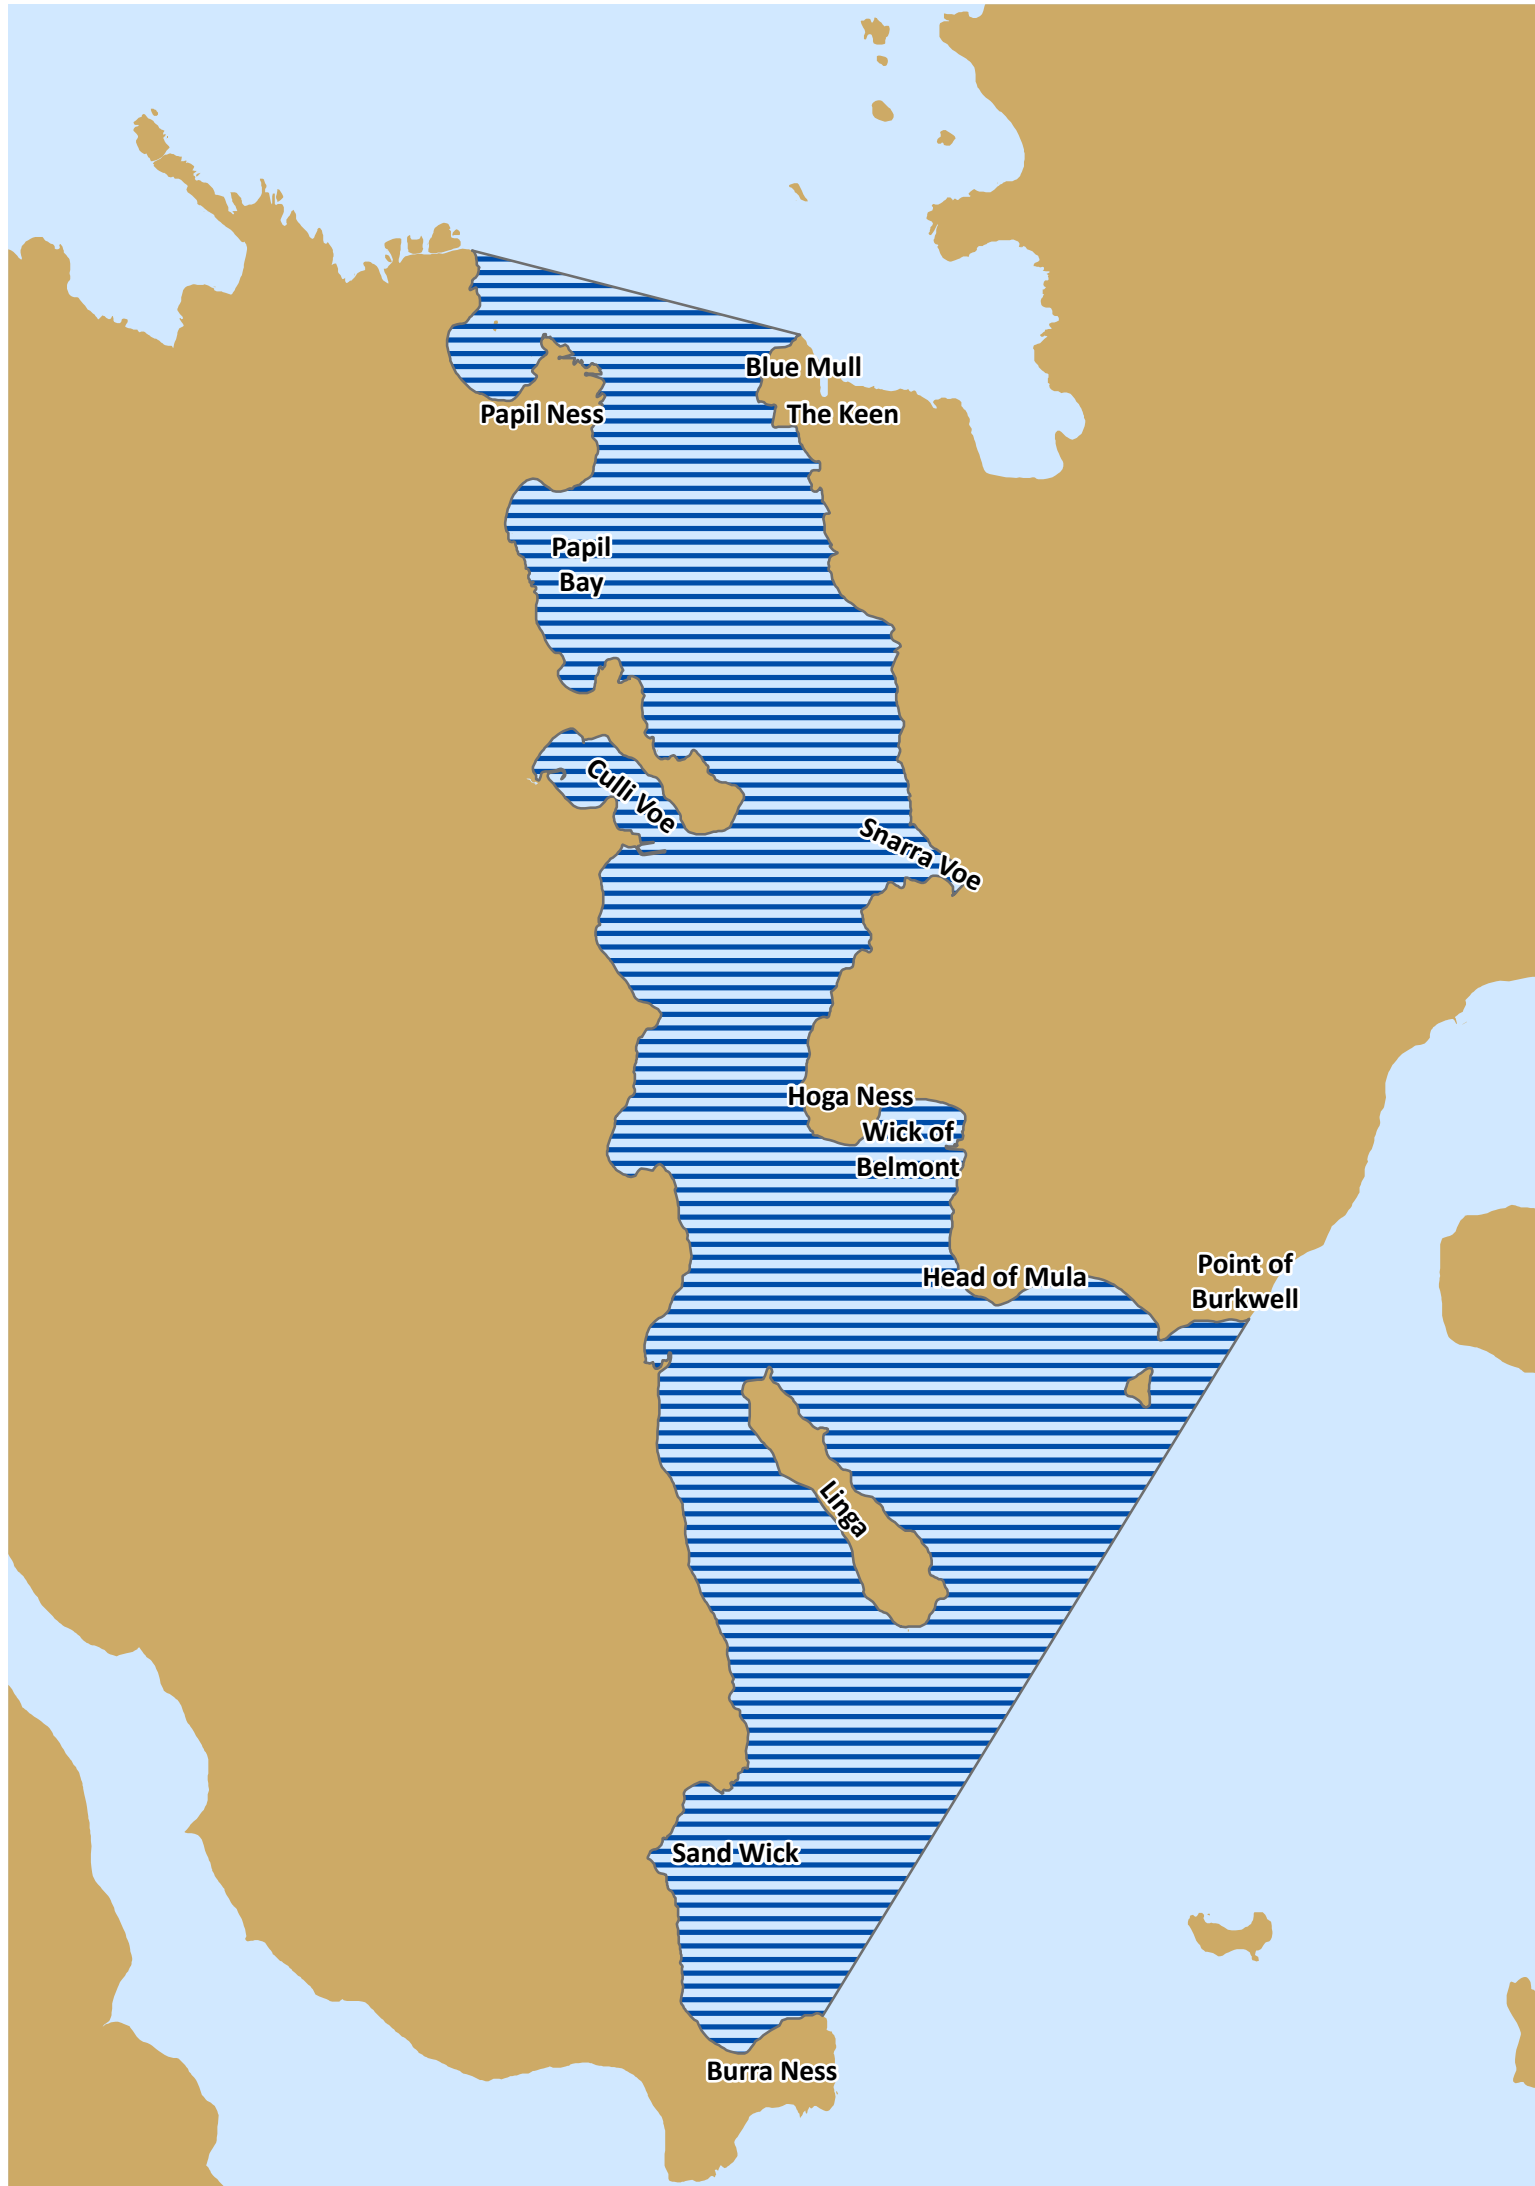 Blue Mull
Papil Ness
The Keen
Papil
Bay
Culli Voe
Snarra Voe
Hoga Ness
Wick of
Belmont
Head of Mula
Point of
Burkwell
Linga
Sand Wick
Burra Ness